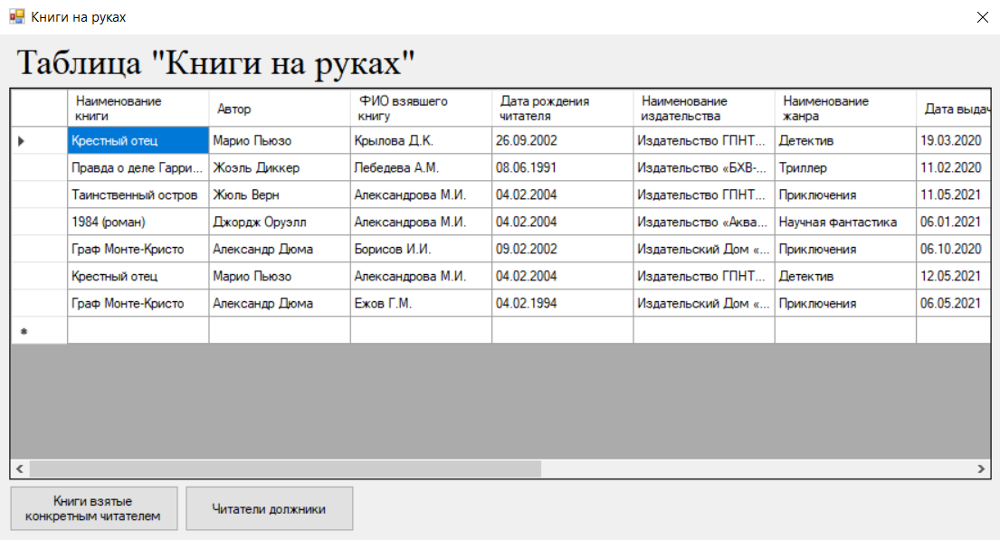 Книги на руках
Таблица "Книги на руках"
Наименование книги Автор ФИО взявшего книгу Дата рождения читателя Наименование издательства Наименование жанра Дата выдач
Крестный отец Марио Пьюзо Крылова Д.К. 26.09.2002 Издательство ГПНТ... Детектив 19.03.2020
Правда о деле Гарри... Жоэль Диккер Лебедева А.М. 08.06.1991 Издательство «БХВ-... Триллер 11.02.2020
Таинственный остров Жюль Верн Александрова М.И. 04.02.2004 Издательство ГПНТ... Приключения 11.05.2021
1984 (роман) Джордж Оруэлл Александрова М.И. 04.02.2004 Издательство «Аква... Научная фантастика 06.01.2021
Граф Монте-Кристо Александр Дюма Борисов И.И. 09.02.2002 Издательский Дом «... Приключения 06.10.2020
Крестный отец Марио Пьюзо Александрова М.И. 04.02.2004 Издательство ГПНТ... Детектив 12.05.2021
Граф Монте-Кристо Александр Дюма Ежов Г.М. 04.02.1994 Издательский Дом «... Приключения 06.05.2021
Книги взятые
конкретным читателем
Читатели должники